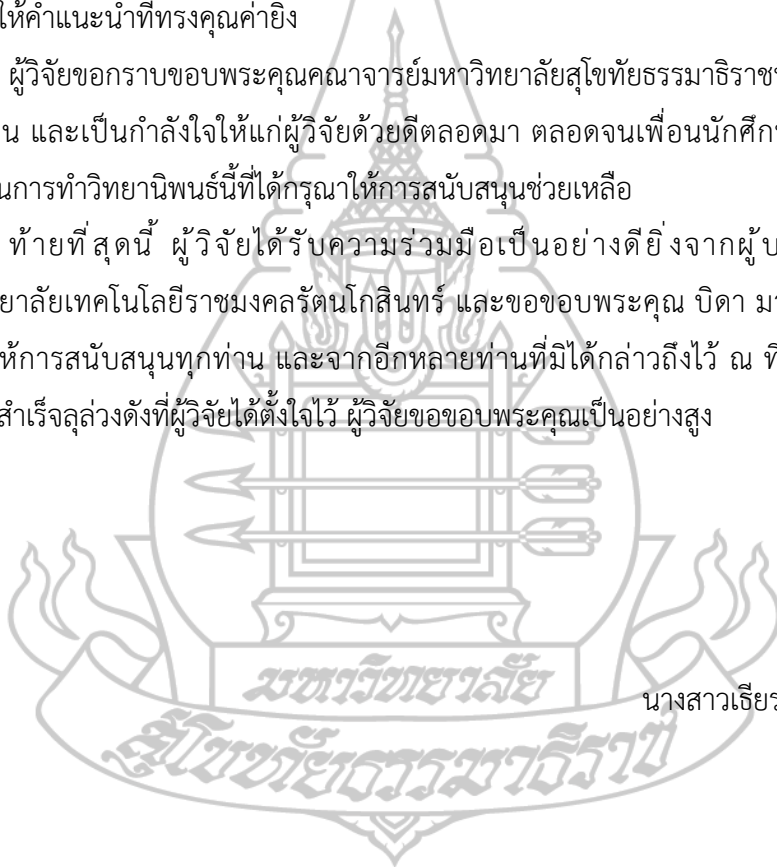 ให้คำแนะนำที่ทรงคุณค่ายิ่ง
ผู้วิจัยขอกราบขอบพระคุณคณาจารย์มหาวิทยาลัยสุโขทัยธรรมาธิราช
น และเป็นกำลังใจให้แก่ผู้วิจัยด้วยดีตลอดมา ตลอดจนเพื่อนนักศึก
นการทำวิทยานิพนธ์นี้ที่ได้กรุณาให้การสนับสนุนช่วยเหลือ
ท้ายที่สุดนี้ ผู้วิจัยได้รับความร่วมมือเป็นอย่างดียิ่งจากผู้บ
ยาลัยเทคโนโลยีราชมงคลรัตนโกสินทร์ และขอขอบพระคุณ บิดา มา
ห้การสนับสนุนทุกท่าน และจากอีกหลายท่านที่มิได้กล่าวถึงไว้ ณ ที
สำเร็จลุล่วงดังที่ผู้วิจัยได้ตั้งใจไว้ ผู้วิจัยขอขอบพระคุณเป็นอย่างสูง
มหาวิทยาลัย
นางสาวเธียร
สุโขทัยธรรมาธิราช